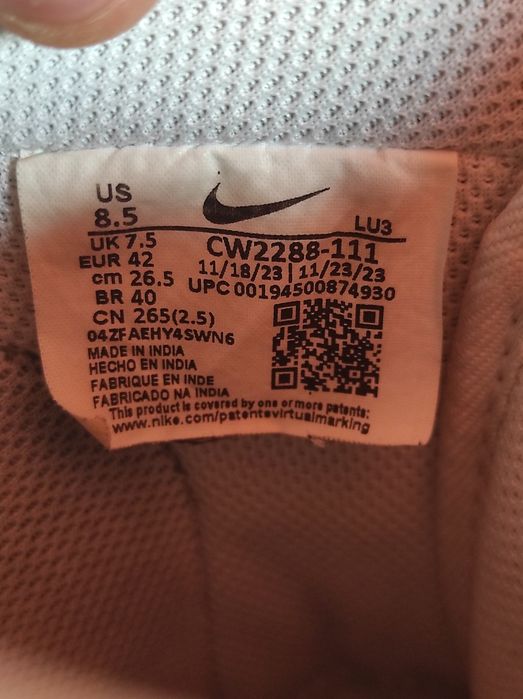 US
8.5
LU3
UK 7.5
CW2288-111
EUR 42
11/18/23 | 11/23/23
cm 26.5
UPC 00194500874930
BR 40
CN 265(2.5)
04ZFAEHY4SWN6
MADE IN INDIA
HECHO EN INDIA
FABRIQUE EN INDE
FABRICADO NA INDIA
This product is covered by one or more patents:
www.nike.com/patentevirtualmarking